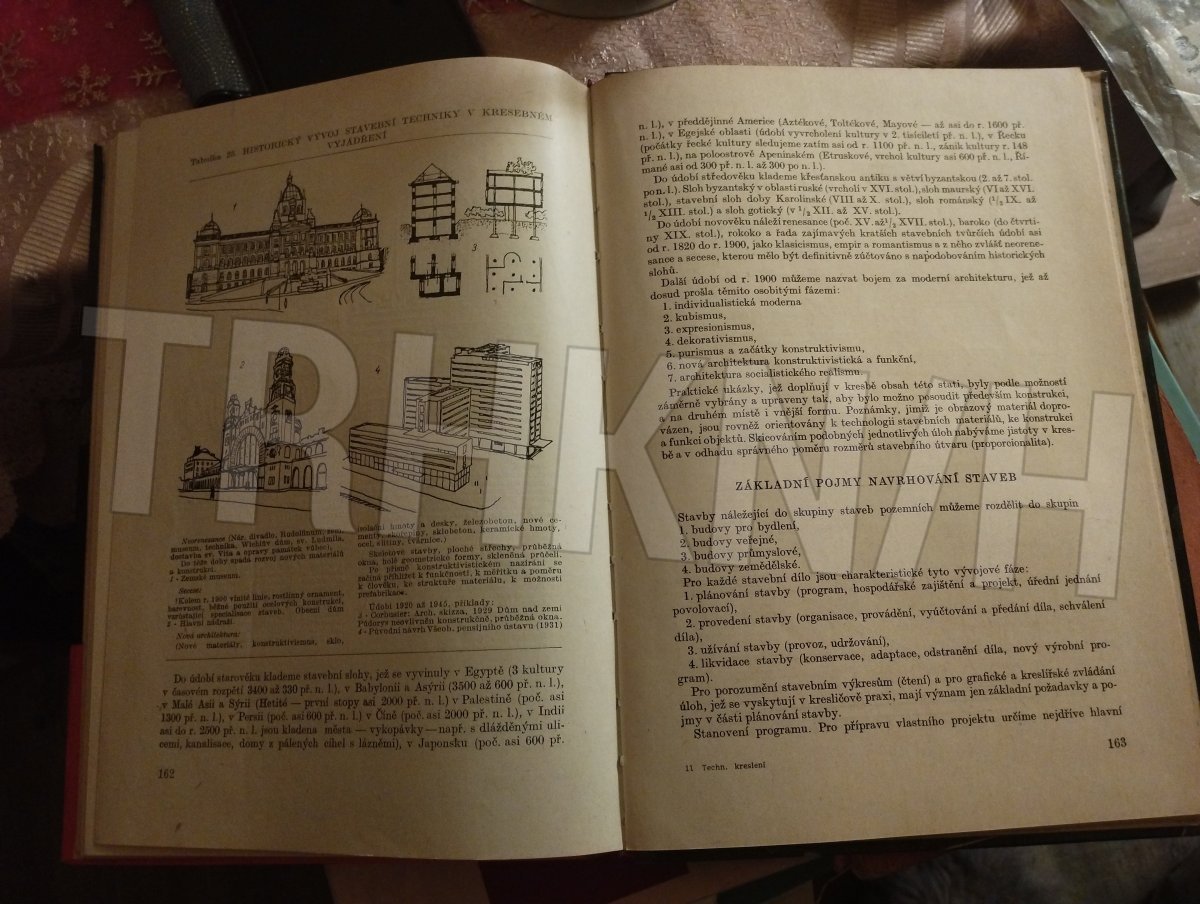 Tabulka 25. HISTORICKÝ VÝVOJ STAVEBNÍ TECHNIKY V KRESEBNÉM
VYJÁDŘENÍ
1
3
2
4
Neorenesance (Nár. divadlo, Rudolfinum, zem.
museum, technika, Wiehův dům, sv. Ludmila,
dostavba sv. Víta a opravy památek vůbec).
Do této doby spadá rozvoj nových materiálů
a konstrukcí.
1 - Zemské museum.
Secese:
(Kolem r. 1900 vinité linie, rostlinný ornament,
barevnost, běžné použití ocelových konstrukcí,
vzrůstající specialisace staveb. Obecní dům
2 - Hlavní nádraží.
Nová architektura:
(Nové materiály, konstruktivismus, sklo,
isolační hmoty a desky, železobeton, nové ce-
menty, sklobeton, keramické hmoty,
ocel, slitiny, tvárnice.)
Skeletové stavby, ploché střechy, průběžná
okna, holé geometrické formy, skleněná průčelí.
Po přísně konstruktivistickém nazírání se
začíná přihlížet k funkčnosti, k měřítku a poměru
k člověku, ke struktuře materiálu, k možnosti
prefabrikace.
Údobí 1920 až 1945, příklady:
3 - Corbusier: Arch. skizza, 1929 Dům nad zemí
Půdorys neovlivněn konstrukčně, průběžná okna.
4 - Původní návrh Všeob. pensijního ústavu (1931)
Do údobí starověku klademe stavební slohy, jež se vyvinuly v Egyptě (3 kultury
v časovém rozpětí 3400 až 330 př. n. l.), v Babylonii a Asýrii (3500 až 600 př. n. l.),
v Malé Asii a Sýrii (Hetité — první stopy asi 2000 př. n. l.) v Palestině (poč. asi
1300 př. n. l.), v Persii (poč. asi 600 př. n. l.) v Číně (poč. asi 2000 př. n. l.), v Indii
asi do r. 2500 př. n. l. jsou kladena města — vykopávky — např. s dlážděnými uli-
cemi, kanalisace, domy z pálených cihel s lázněmi), v Japonsku (poč. asi 600 př.
162
n. l.), v předdějinné Americe (Aztékové, Toltékové, Mayové — až asi do r. 1600 př.
n. l.), v Egejské oblasti (údobí vyvrcholení kultury v 2. tisíciletí př. n. l.), v Řecku
(počátky řecké kultury sledujeme zatím asi od r. 1100 př. n. l., zánik kultury r. 148
př. n. l.), na poloostrově Apeninském (Etruskové, vrchol kultury asi 600 př. n. l., Ří-
mané asi od 300 př. n. l. až 300 po n. l.).
Do údobí středověku klademe křesťanskou antiku s větví byzantskou (2. až 7. stol.
po n. l.). Sloh byzantský v oblasti ruské (vrcholí v XVI. stol.), sloh maurský (VI až XVI.
stol.), stavební sloh doby Karolinské (VIII až X. stol.), sloh románský (1/2 IX. až
1/2 XIII. stol.) a sloh gotický (v 1/2 XII. až XV. stol.).
Do údobí novověku náleží renesance (poč. XV. až 1/2 XVII. stol.), baroko (do čtvrti-
ny XIX. stol.), rokoko a řada zajímavých kratších stavebních tvůrčích údobí asi
od r. 1820 do r. 1900, jako klasicismus, empir a romantismus a z něho zvlášť neorene-
sance a secese, kterou mělo být definitivně zúčtováno s napodobováním historických
slohů.
Další údobí od r. 1900 můžeme nazvat bojem za moderní architekturu, jež až
dosud prošla těmito osobitými fázemi:
1. individualistická moderna
2. kubismus,
3. expresionismus,
4. dekorativismus,
5. purismus a začátky konstruktivismu,
6. nová architektura konstruktivistická a funkční,
7. architektura socialistického realismu.
Praktické ukázky, jež doplňují v kresbě obsah této stati, byly podle možností
záměrně vybrány a upraveny tak, aby bylo možno posoudit především konstrukci,
a na druhém místě i vnější formu. Poznámky, jimiž je obrazový materiál dopro-
vázen, jsou rovněž orientovány k technologii stavebních materiálů, ke konstrukci
a funkci objektů. Skicováním podobných jednotlivých úloh nabýváme jistoty v kres-
bě a v odhadu správného poměru rozměrů stavebního útvaru (proporcionalita).
ZÁKLADNÍ POJMY NAVRHOVÁNÍ STAVEB
Stavby náležející do skupiny staveb pozemních můžeme rozdělit do skupin
1. budovy pro bydlení,
2. budovy veřejné,
3. budovy průmyslové,
4. budovy zemědělské.
Pro každé stavební dílo jsou charakteristické tyto vývojové fáze:
1. plánování stavby (program, hospodářské zajištění a projekt, úřední jednání
povolovací),
2. provedení stavby (organisace, provádění, vyúčtování a předání díla, schválení
díla),
3. užívání stavby (provoz, udržování),
4. likvidace stavby (konservace, adaptace, odstranění díla, nový výrobní pro-
gram).
Pro porozumění stavebním výkresům (čtení) a pro grafické a kreslířské zvládání
úloh, jež se vyskytují v kresličově praxi, mají význam jen základní požadavky a po-
jmy v části plánování stavby.
Stanovení programu. Pro přípravu vlastního projektu určíme nejdříve hlavní
11 Techn. kreslení
163
TRHKNIH